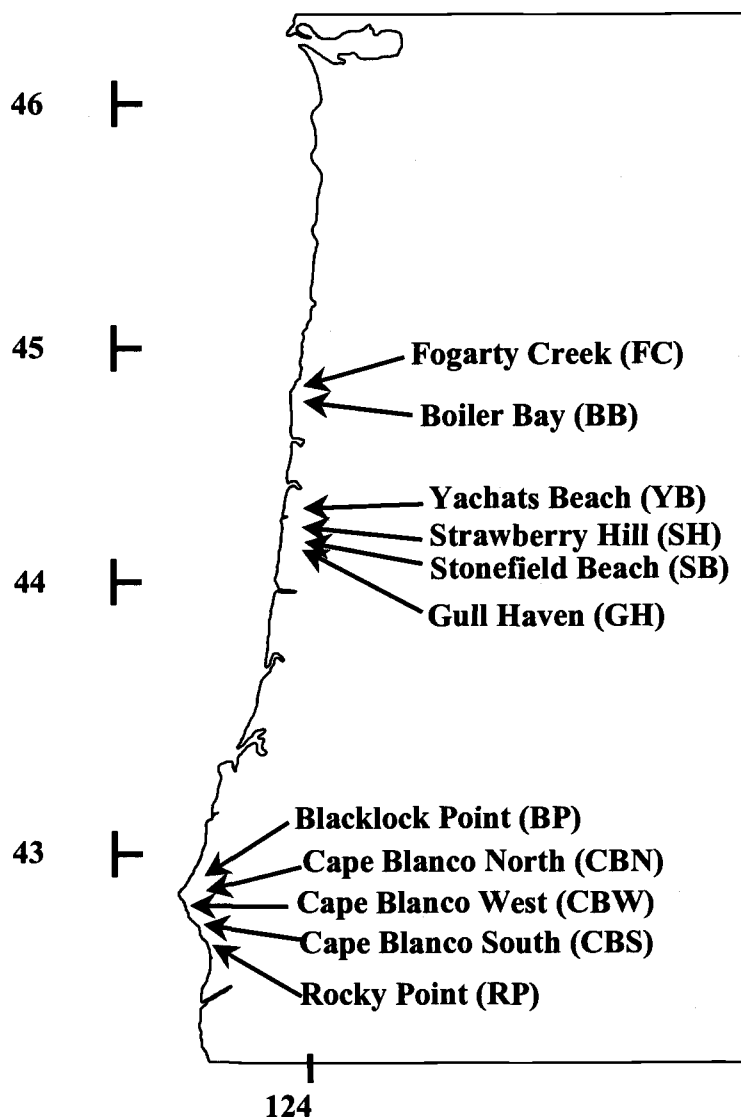 46
45
Fogarty Creek (FC)
Boiler Bay (BB)
Yachats Beach (YB)
Strawberry Hill (SH)
Stonefield Beach (SB)
44
Gull Haven (GH)
Blacklock Point (BP)
43
Cape Blanco North (CBN)
Cape Blanco West (CBW)
Cape Blanco South (CBS)
Rocky Point (RP)
124